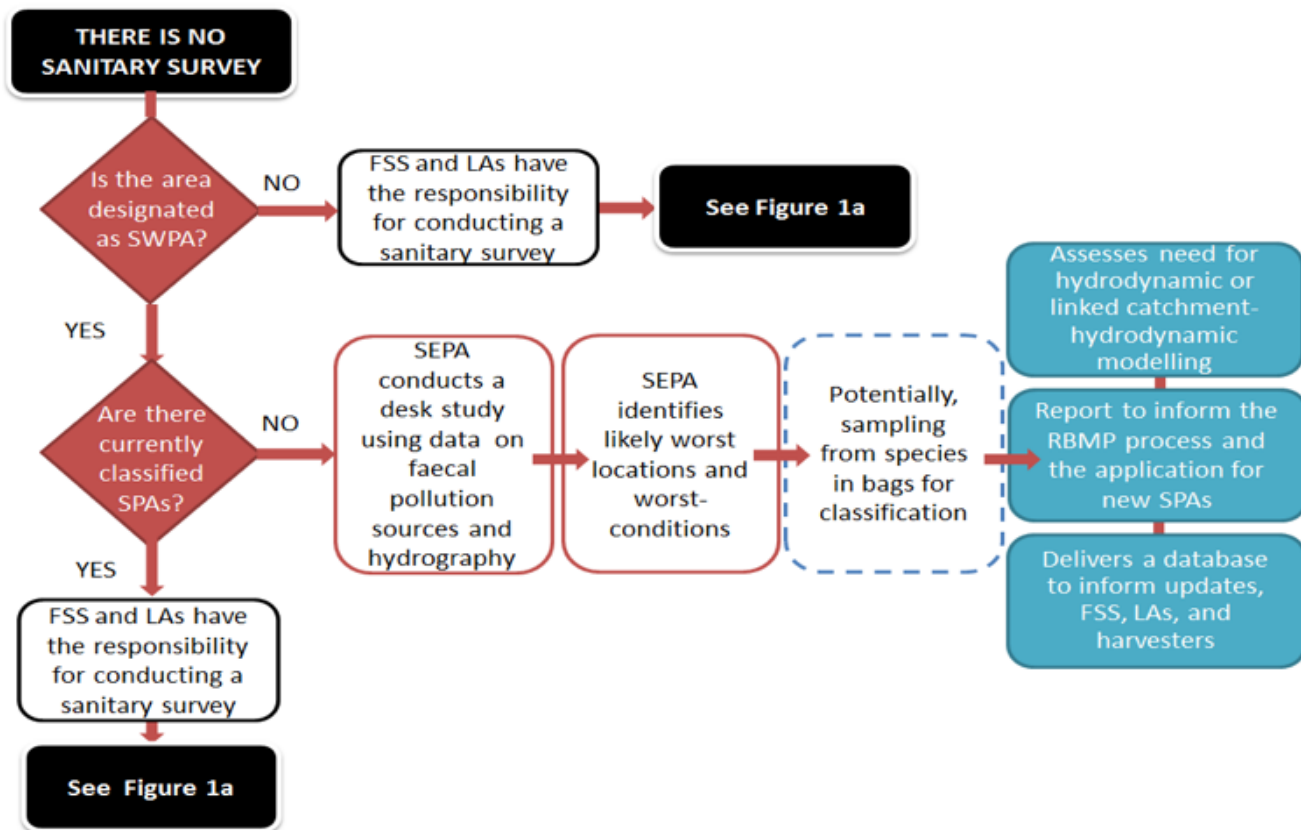 THERE IS NO
SANITARY SURVEY
Is the area
designated
as SWPA?
NO
FSS and LAs have
the responsibility
for conducting a
sanitary survey
See Figure 1a
YES
Are there
currently
classified
SPAs?
NO
SEPA
conducts a
desk study
using data on
faecal
pollution
sources and
hydrography
SEPA
identifies
likely worst
locations and
worst-
conditions
Potentially,
sampling
from species
in bags for
classification
Assesses need for
hydrodynamic or
linked catchment-
hydrodynamic
modelling
Report to inform the
RBMP process and
the application for
new SPAs
Delivers a database
to inform updates,
FSS, LAs, and
harvesters
YES
FSS and LAs have
the responsibility
for conducting a
sanitary survey
See Figure 1a